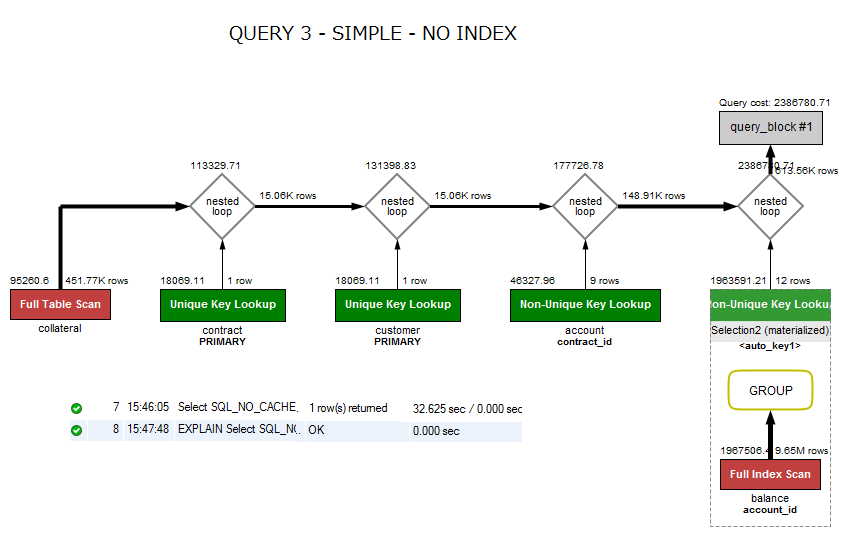 QUERY 3 - SIMPLE - NO INDEX
Query cost: 2386780.71
query_block #1
113329.71
131398.83
177726.78
2386780.71
613.56K rows
nested
loop
15.06K rows
nested
loop
15.06K rows
nested
loop
148.91K rows
nested
loop
95260.6
451.77K rows
18069.11
1 row
18069.11
1 row
46327.96
9 rows
1963591.21
12 rows
Full Table Scan
Unique Key Lookup
Unique Key Lookup
Non-Unique Key Lookup
Non-Unique Key Looku
collateral
contract
PRIMARY
customer
PRIMARY
account
contract_id
Selection2 (materialized)
<auto_key1>
GROUP
7 15:46:05 Select SQL_NO_CACHE. 1 row(s) returned 32.625 sec / 0.000 sec
8 15:47:48 EXPLAIN Select SQL_N(. OK 0.000 sec
1967506.4
9.65M rows
Full Index Scan
balance
account_id